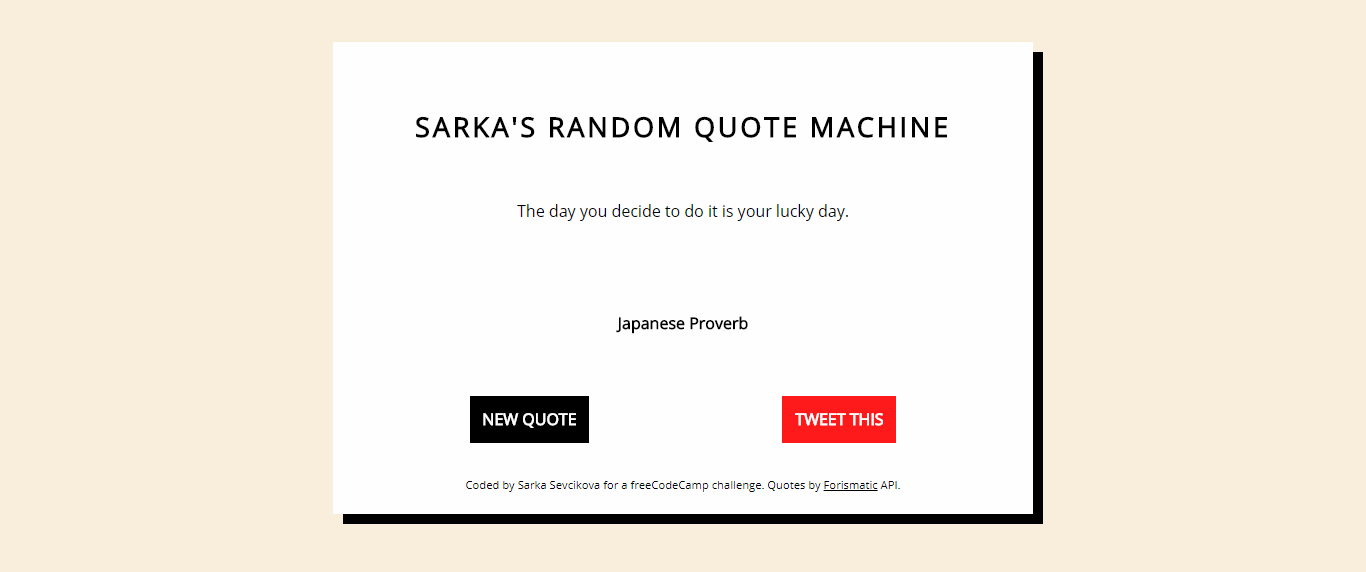 SARKA'S RANDOM QUOTE MACHINE
The day you decide to do it is your lucky day.
Japanese Proverb
NEW QUOTE
TWEET THIS
Coded by Sarka Sevcikova for a freeCodeCamp challenge. Quotes by Forismatic API.